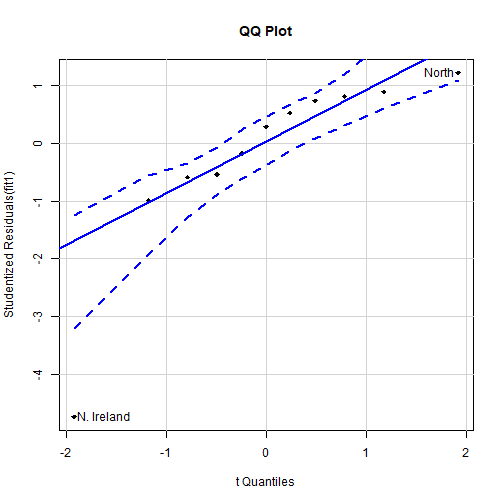 QQ Plot
Studentized Residuals(fit1)
1
0
-1
-2
-3
-4
North
N. Ireland
-2
-1
0
1
2
t Quantiles